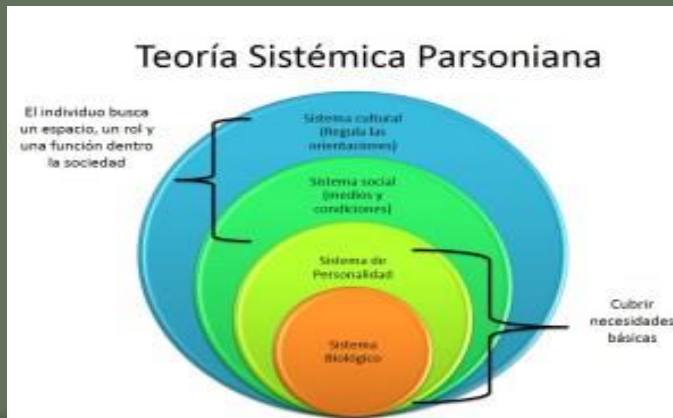 Teoría Sistémica Parsoniana
El individuo busca
un espacio, un rol y
una función dentro
la sociedad
Sistema cultural
(Regula las
orientaciones)
Sistema social
(medios y
condiciones)
Sistema de
Personalidad
Sistema
Biológico
Cubrir
necesidades
básicas